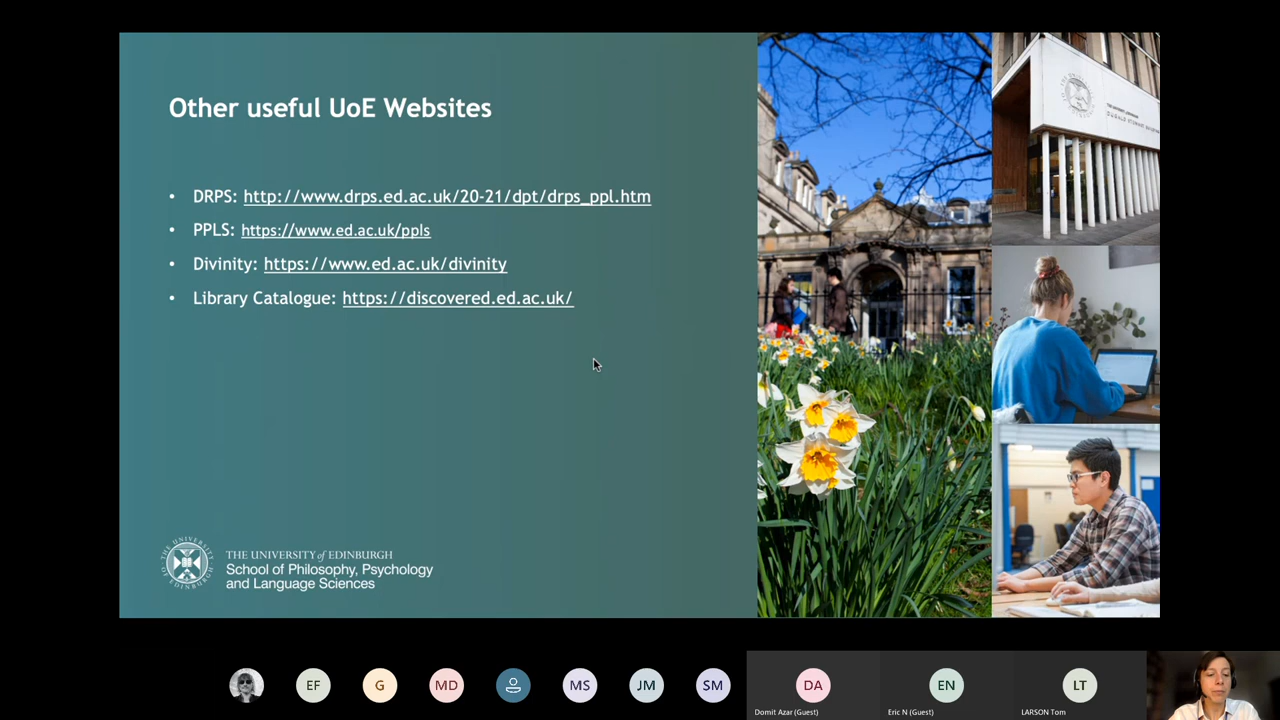 Other useful UoE Websites
• DRPS: http://www.drps.ed.ac.uk/20-21/dpt/drps_ppl.htm
• PPLS: https://www.ed.ac.uk/ppls
• Divinity: https://www.ed.ac.uk/divinity
• Library Catalogue: https://discovered.ed.ac.uk/
THE UNIVERSITY of EDINBURGH
School of Philosophy, Psychology
and Language Sciences
EF
G
MD
MS
JM
SM
DA
EN
LT
Domit Azar (Guest)
Eric N (Guest)
LARSON Tom